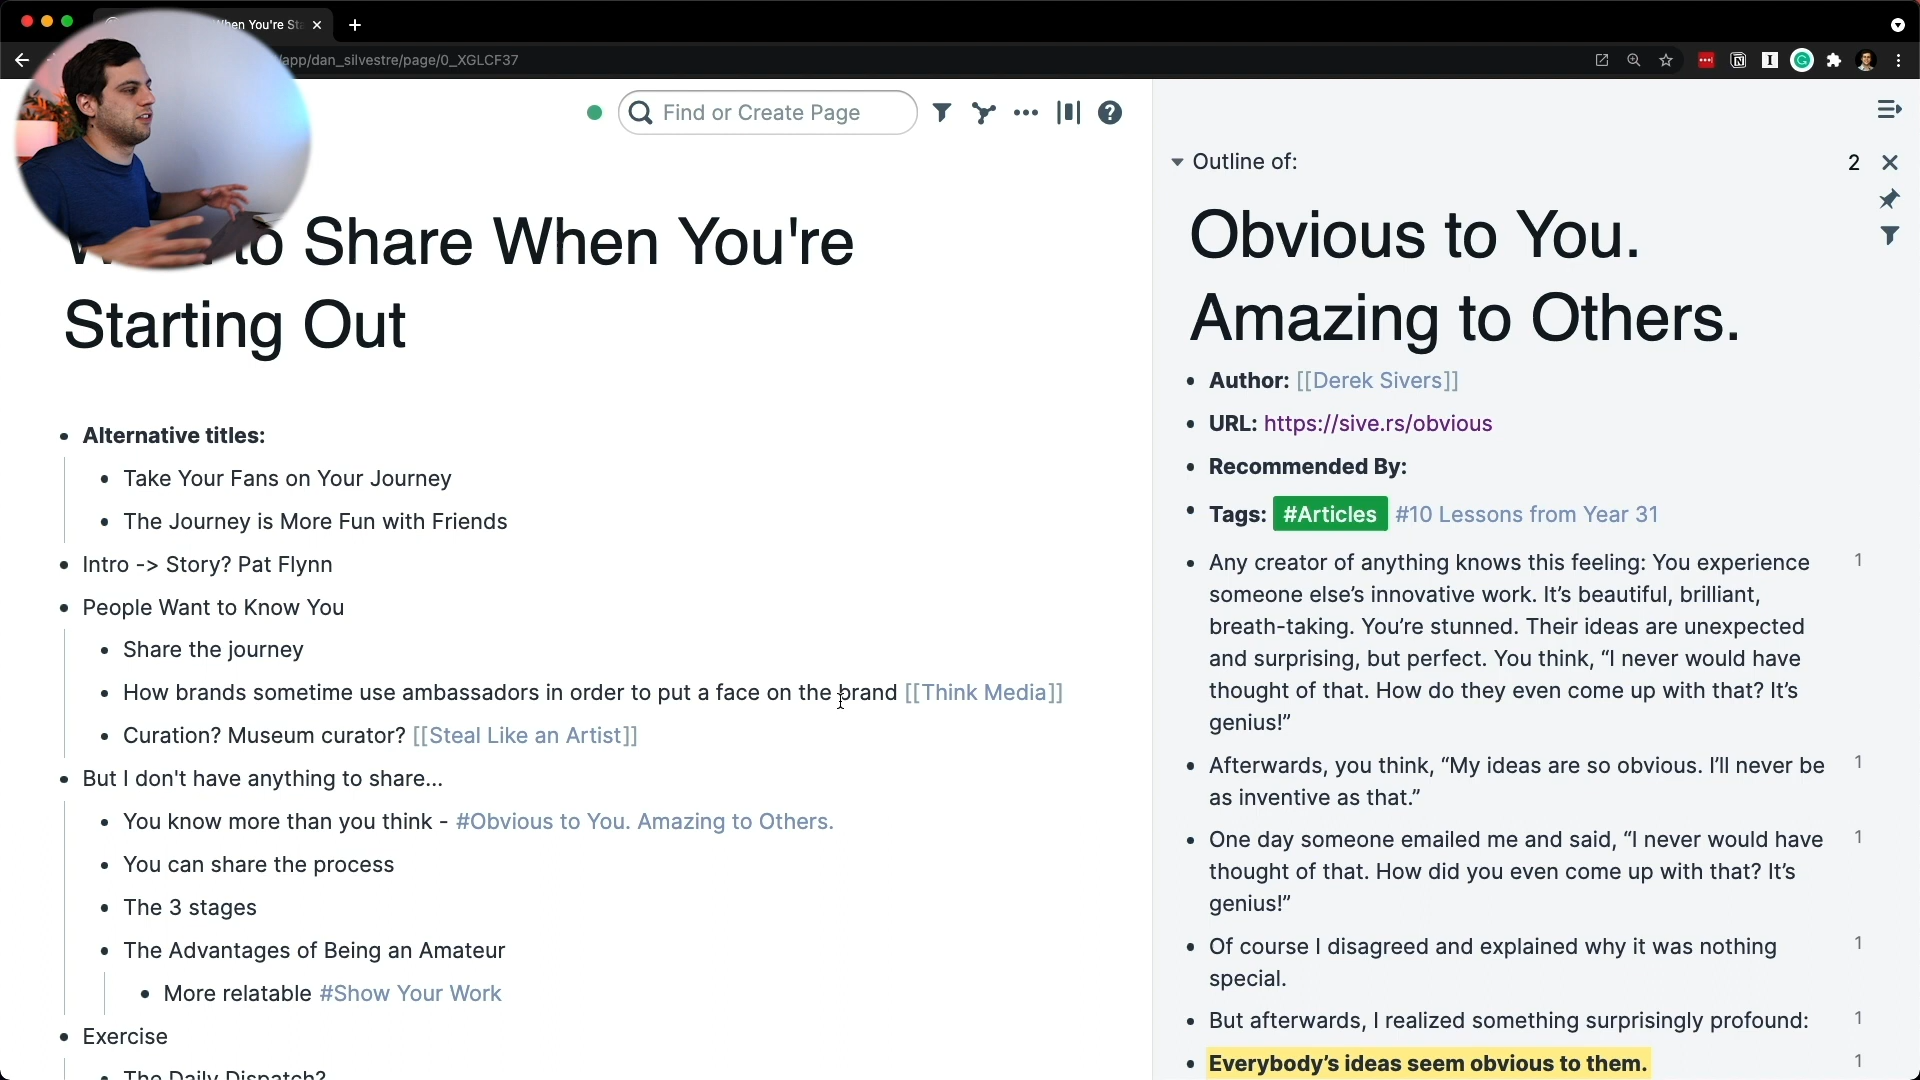 When You're St
/app/dan_silvestre/page/0_XGLCF37
Find or Create Page
to Share When You're
Starting Out
• Alternative titles:
• Take Your Fans on Your Journey
• The Journey is More Fun with Friends
• Intro -> Story? Pat Flynn
• People Want to Know You
• Share the journey
• How brands sometime use ambassadors in order to put a face on the brand [[Think Media]]
• Curation? Museum curator? [[Steal Like an Artist]]
• But I don't have anything to share...
• You know more than you think - #Obvious to You. Amazing to Others.
• You can share the process
• The 3 stages
• The Advantages of Being an Amateur
• More relatable #Show Your Work
• Exercise
• The Daily Dispatch?
Outline of:
2
Obvious to You.
Amazing to Others.
• Author: [[Derek Sivers]]
• URL: https://sive.rs/obvious
• Recommended By:
• Tags: #Articles #10 Lessons from Year 31
• Any creator of anything knows this feeling: You experience 1
someone else’s innovative work. It’s beautiful, brilliant,
breath-taking. You’re stunned. Their ideas are unexpected
and surprising, but perfect. You think, “I never would have
thought of that. How do they even come up with that? It’s
genius!”
• Afterwards, you think, “My ideas are so obvious. I’ll never be 1
as inventive as that.”
• One day someone emailed me and said, “I never would have 1
thought of that. How did you even come up with that? It’s
genius!”
• Of course I disagreed and explained why it was nothing 1
special.
• But afterwards, I realized something surprisingly profound: 1
• Everybody’s ideas seem obvious to them. 1